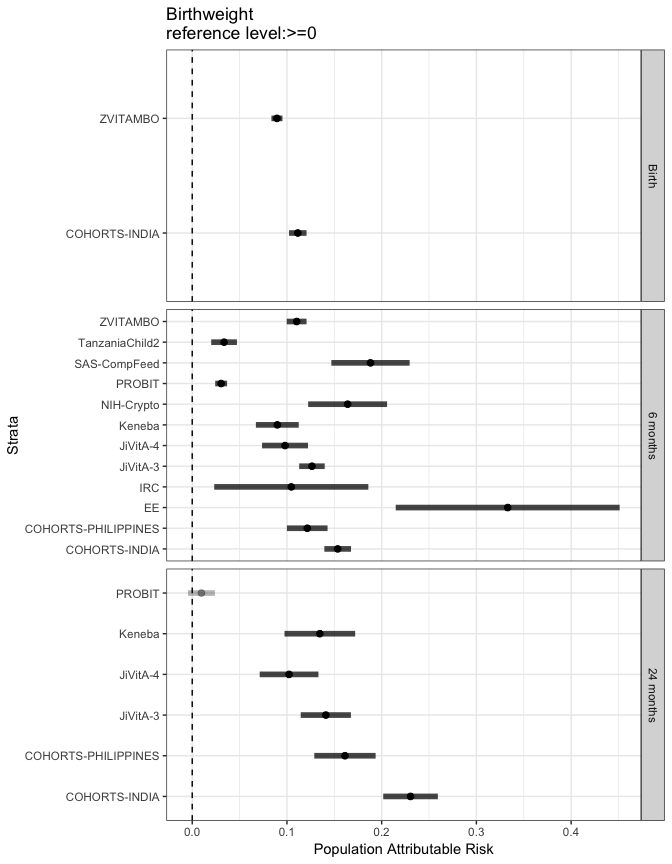 Birthweight
reference level:>=0
ZVITAMBO
COHORTS-INDIA
Birth
ZVITAMBO
TanzaniaChild2
SAS-CompFeed
PROBIT
NIH-Crypto
Keneba
JiVitA-4
JiVitA-3
IRC
EE
COHORTS-PHILIPPINES
COHORTS-INDIA
6 months
PROBIT
Keneba
JiVitA-4
JiVitA-3
COHORTS-PHILIPPINES
COHORTS-INDIA
24 months
Strata
0.0 0.1 0.2 0.3 0.4
Population Attributable Risk